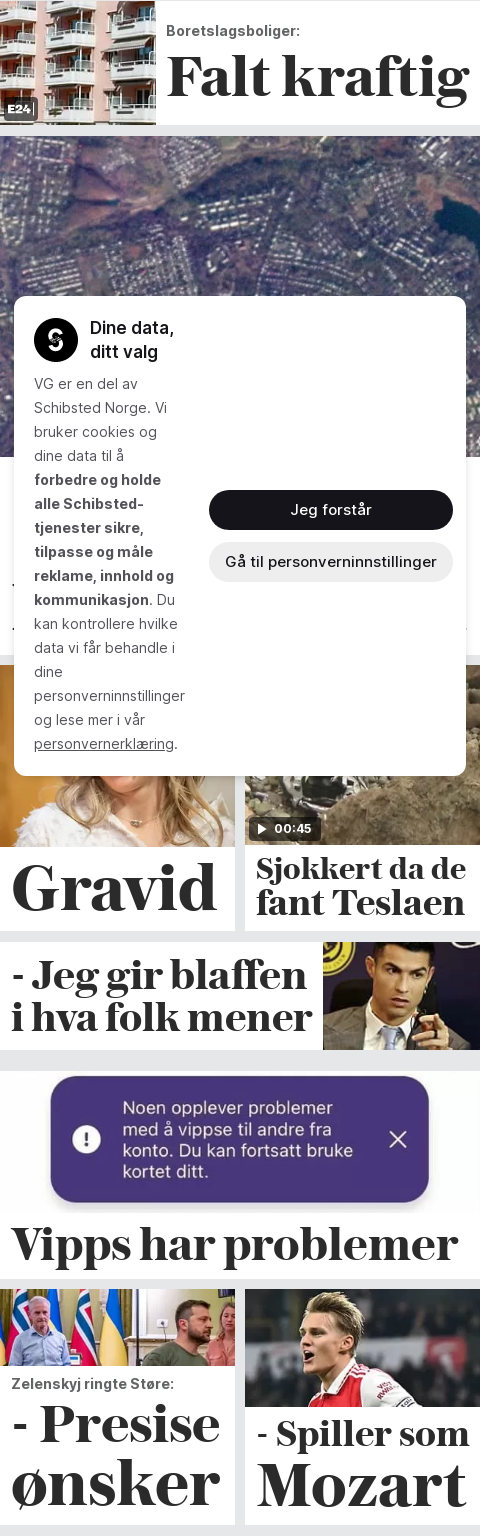 Boretslagsboliger:
Falt kraftig
E24
Dine data,
ditt valg
VG er en del av
Schibsted Norge. Vi
bruker cookies og
dine data til å
forbedre og holde
alle Schibsted-
tjenester sikre,
tilpasse og måle
reklame, innhold og
kommunikasjon. Du
kan kontrollere hvilke
data vi får behandle i
dine
personverninnstillinger
og lese mer i vår
personvernerklæring.
Jeg forstår
Gå til personverninnstillinger
Gravid
00:45
Sjokkert da de
fant Teslaen
- Jeg gir blaffen
i hva folk mener
Noen opplever problemer
med å vippse til andre fra
konto. Du kan fortsatt bruke
kortet ditt.
Vipps har problemer
Zelenskyj ringte Støre:
- Presise
ønsker
- Spiller som
Mozart